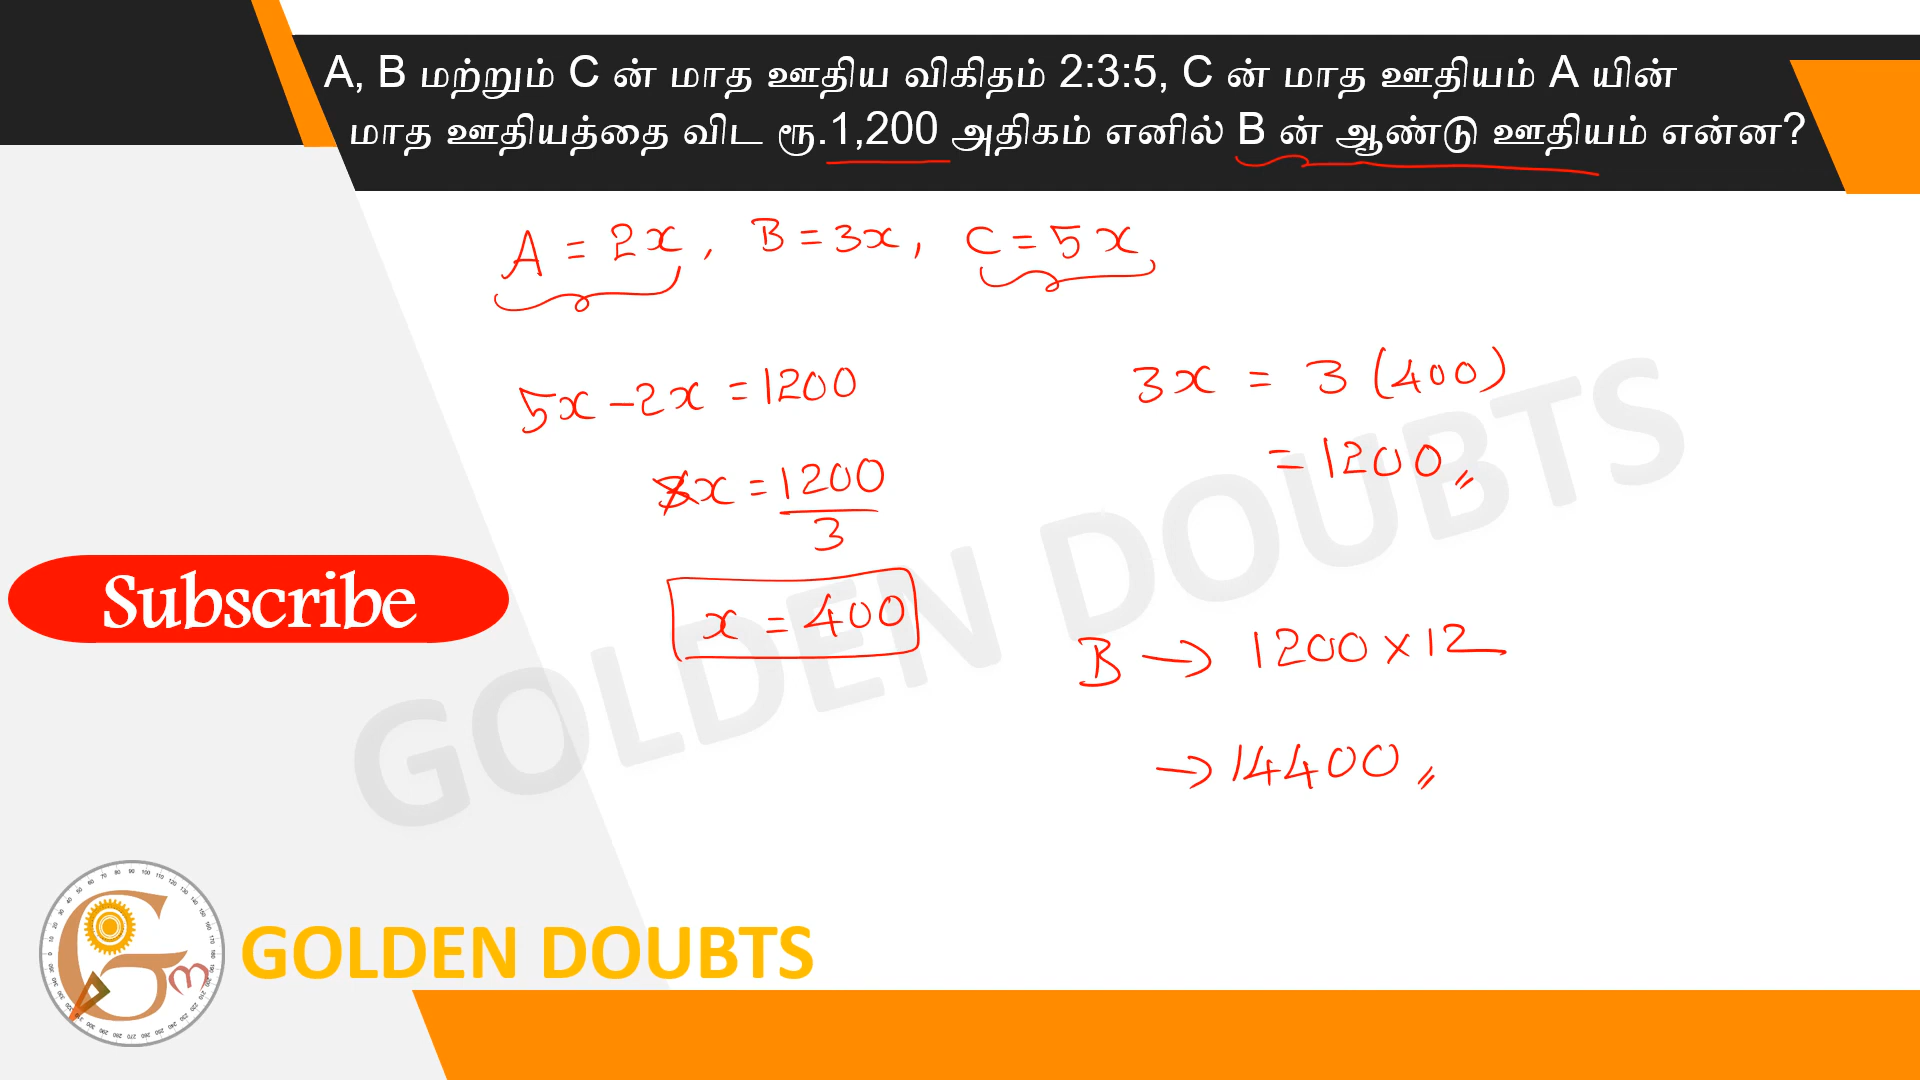 A, B மற்றும் C ன் மாத ஊதிய விகிதம் 2:3:5, C ன் மாத ஊதியம் A யின்
மாத ஊதியத்தை விட ரூ.1,200 அதிகம் எனில் B ன் ஆண்டு ஊதியம் என்ன?
A = 2x, B = 3x, C = 5x
5x - 2x = 1200
3x = 1200/3
x = 400
3x = 3 (400)
= 1200
B → 1200 × 12
→ 14400
Subscribe
GOLDEN DOUBTS
GOLDEN DOUBTS